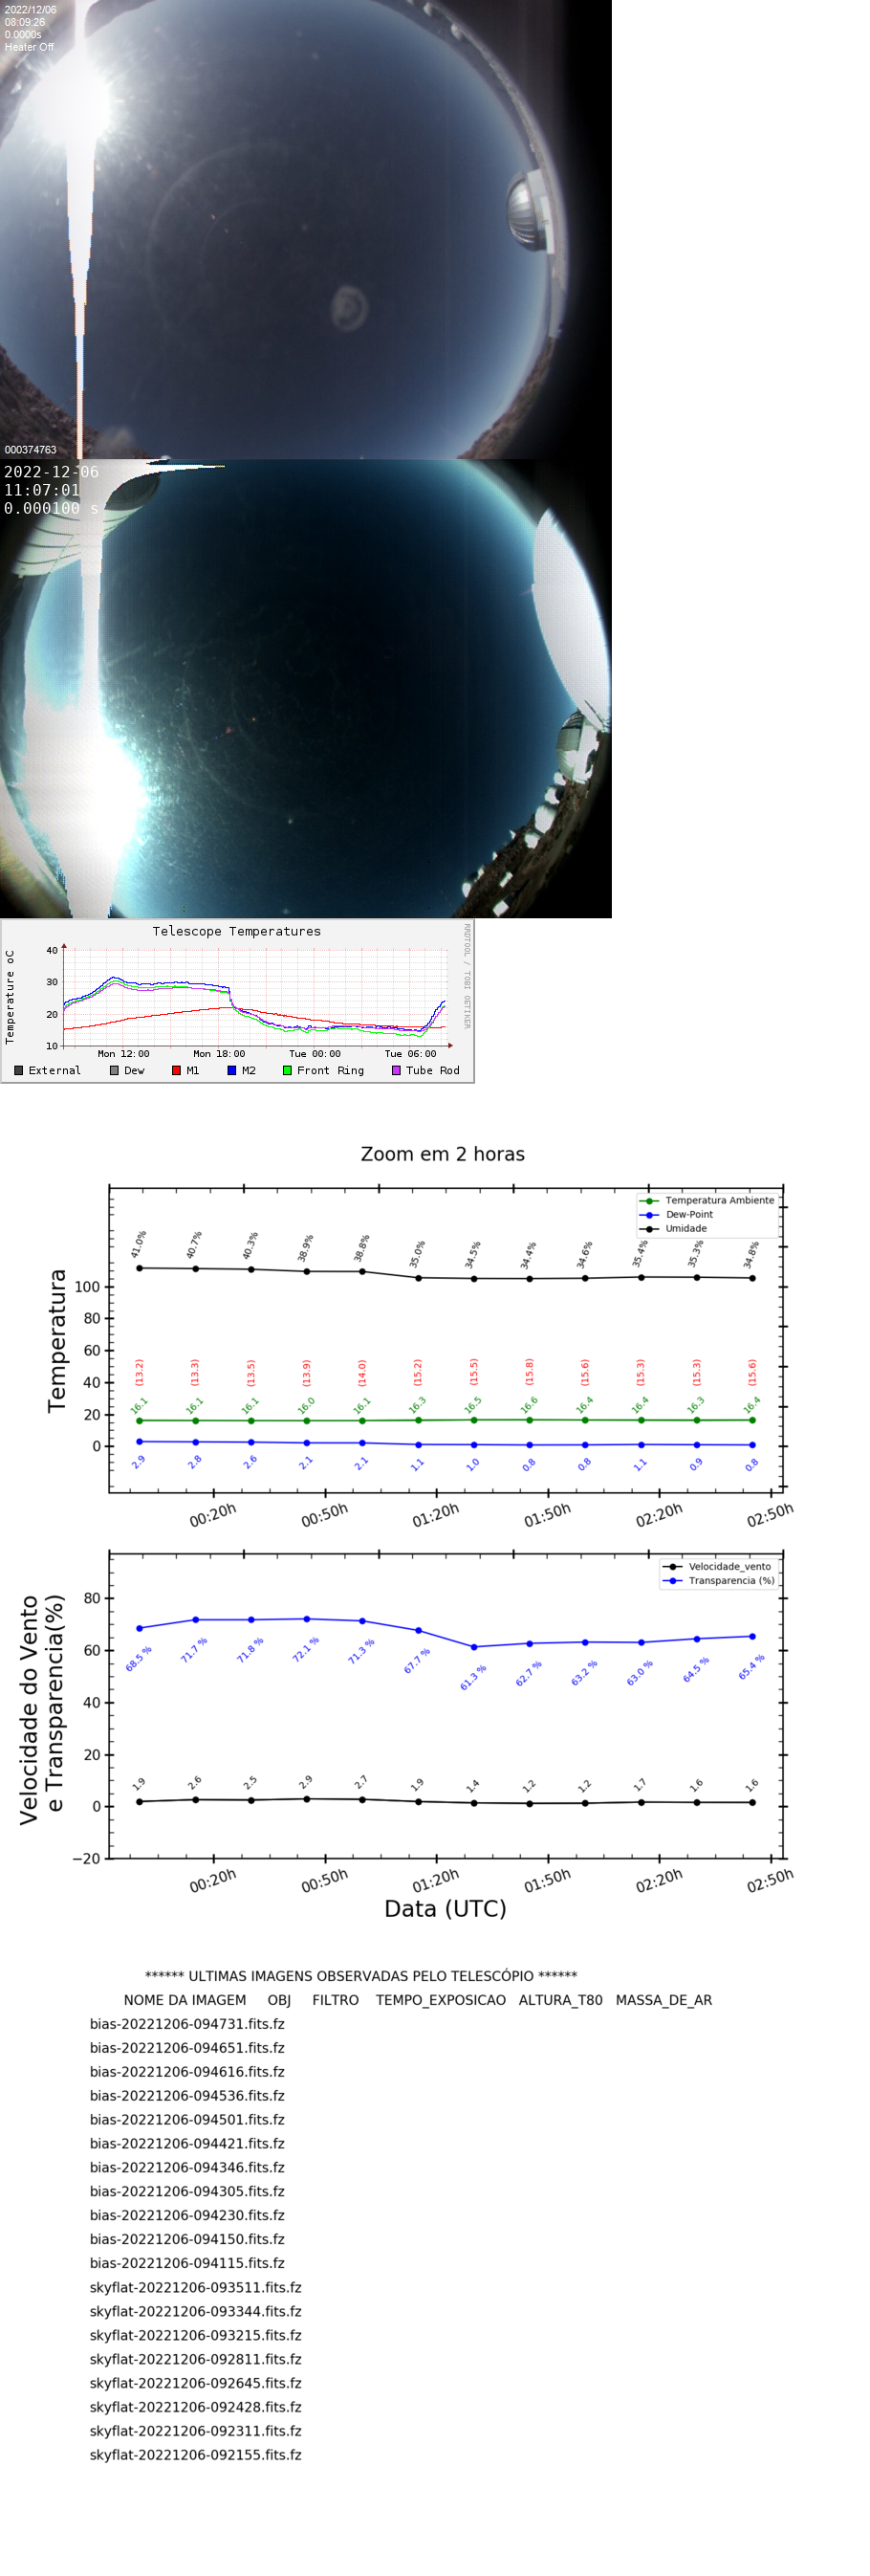 2022/12/06
08:09:26
0.0000s
Heater Off
000374763
2022-12-06
11:07:01
0.000100 s
Telescope Temperatures
RRDTOOL / TOBI OETIKER
Temperature oC
40
30
20
10
Mon 12:00 Mon 18:00 Tue 00:00 Tue 06:00
External Dew M1 M2 Front Ring Tube Rod
Zoom em 2 horas
Temperatura Ambiente
Dew-Point
Umidade
41.0% 40.7% 40.3% 38.9% 38.8% 35.0% 34.5% 34.4% 34.6% 35.4% 35.3% 34.8%
Temperatura
100
80
60
40
20
0
(13.2) (13.3) (13.5) (13.9) (14.0) (15.2) (15.5) (15.8) (15.6) (15.3) (15.3) (15.6)
16.1 16.1 16.1 16.0 16.1 16.3 16.5 16.6 16.4 16.4 16.3 16.4
2.9 2.8 2.6 2.1 2.1 1.1 1.0 0.8 0.8 1.1 0.9 0.8
00:20h 00:50h 01:20h 01:50h 02:20h 02:50h
Velocidade_vento
Transparencia (%)
Velocidade do Vento
e Transparencia(%)
80
60
40
20
0
−20
68.5 % 71.7 % 71.8 % 72.1 % 71.3 % 67.7 % 61.3 % 62.7 % 63.2 % 63.0 % 64.5 % 65.4 %
1.9 2.6 2.5 2.9 2.7 1.9 1.4 1.2 1.2 1.7 1.6 1.6
00:20h 00:50h 01:20h 01:50h 02:20h 02:50h
Data (UTC)
****** ULTIMAS IMAGENS OBSERVADAS PELO TELESCÓPIO ******
NOME DA IMAGEM OBJ FILTRO TEMPO_EXPOSICAO ALTURA_T80 MASSA_DE_AR
bias-20221206-094731.fits.fz
bias-20221206-094651.fits.fz
bias-20221206-094616.fits.fz
bias-20221206-094536.fits.fz
bias-20221206-094501.fits.fz
bias-20221206-094421.fits.fz
bias-20221206-094346.fits.fz
bias-20221206-094305.fits.fz
bias-20221206-094230.fits.fz
bias-20221206-094150.fits.fz
bias-20221206-094115.fits.fz
skyflat-20221206-093511.fits.fz
skyflat-20221206-093344.fits.fz
skyflat-20221206-093215.fits.fz
skyflat-20221206-092811.fits.fz
skyflat-20221206-092645.fits.fz
skyflat-20221206-092428.fits.fz
skyflat-20221206-092311.fits.fz
skyflat-20221206-092155.fits.fz